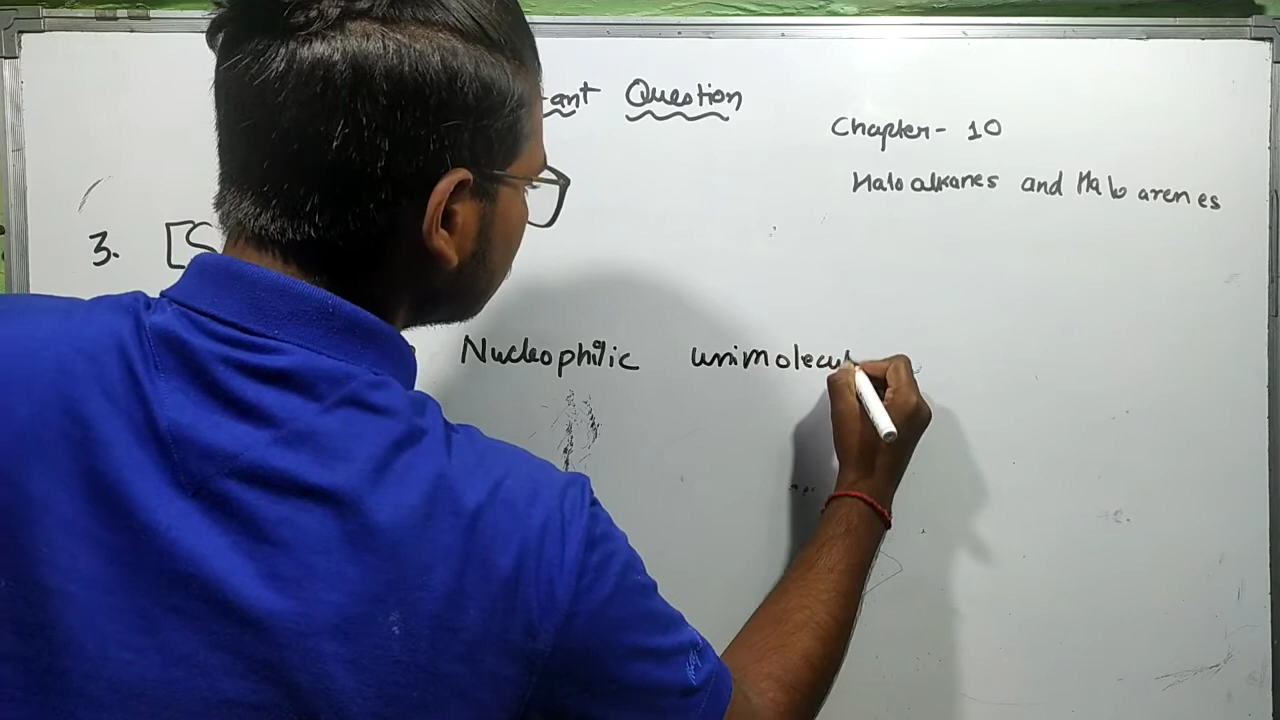 ant Question
Chapter- 10
Halo alkanes and Halo arenes
3. [S
Nucleophilic unimolecul